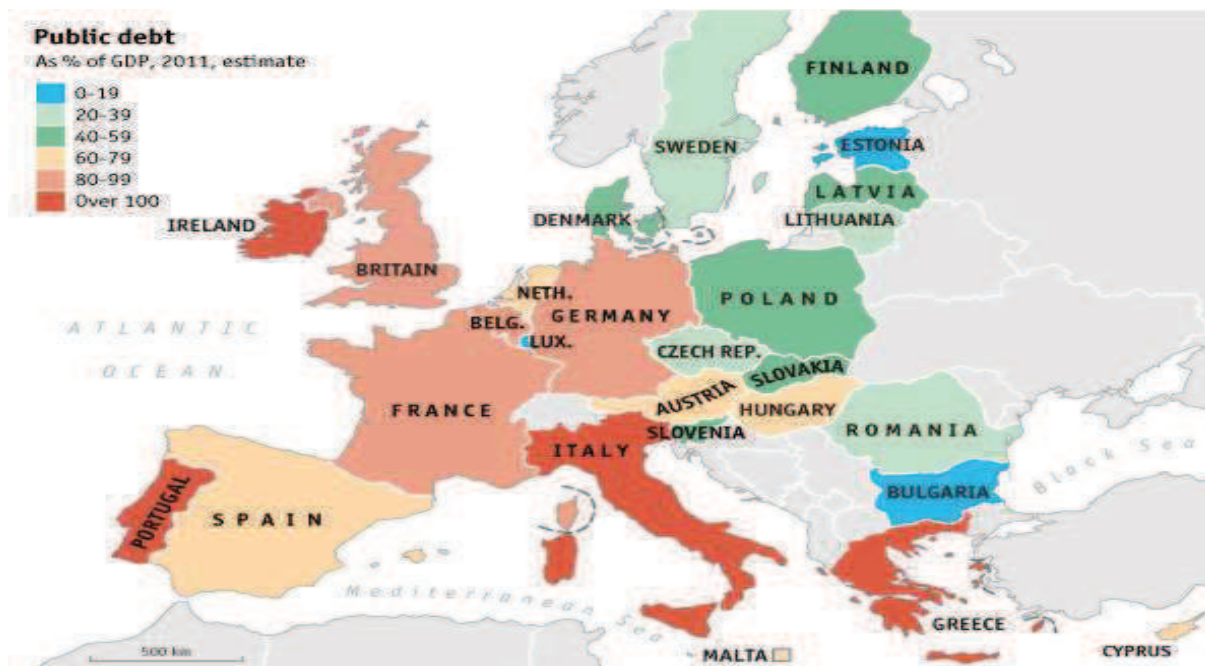 Public debt
As % of GDP, 2011, estimate
0-19
20-39
40-59
60-79
80-99
Over 100
FINLAND
SWEDEN
ESTONIA
LATVIA
LITHUANIA
DENMARK
IRELAND
BRITAIN
NETH.
POLAND
GERMANY
BELG.
LUX.
ATLANTIC
OCEAN
CZECH REP.
SLOVAKIA
AUSTRIA
HUNGARY
FRANCE
SLOVENIA
ROMANIA
ITALY
Black Sea
BULGARIA
PORTUGAL
SPAIN
Mediterranean
Sea
GREECE
500 km
MALTA
CYPRUS